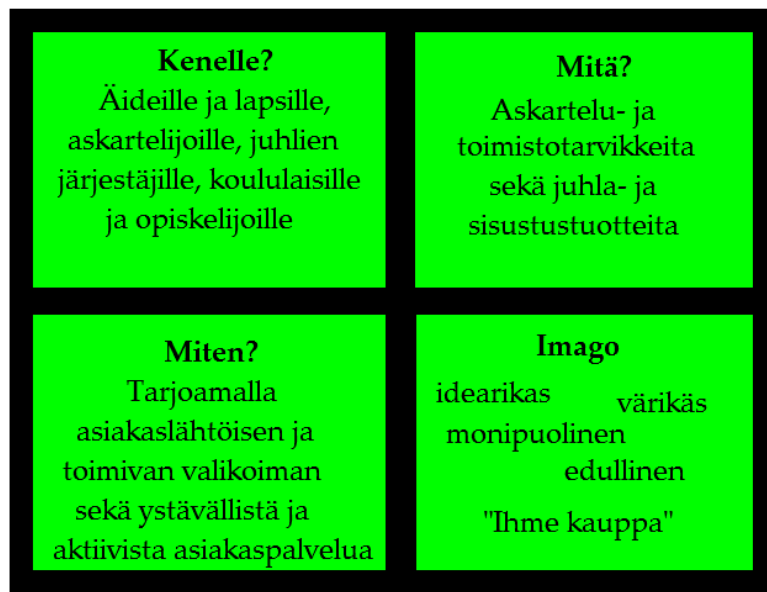 Kenelle?
Äideille ja lapsille,
askartelijoille, juhlien
järjestäjille, koululaisille
ja opiskelijoille
Mitä?
Askartelu- ja
toimistotarvikkeita
sekä juhla- ja
sisustustuotteita
Miten?
Tarjoamalla
asiakaslähtöisen ja
toimivan valikoiman
sekä ystävällistä ja
aktiivista asiakaspalvelua
Imago
idearikas
värikäs
monipuolinen
edullinen
"Ihme kauppa"